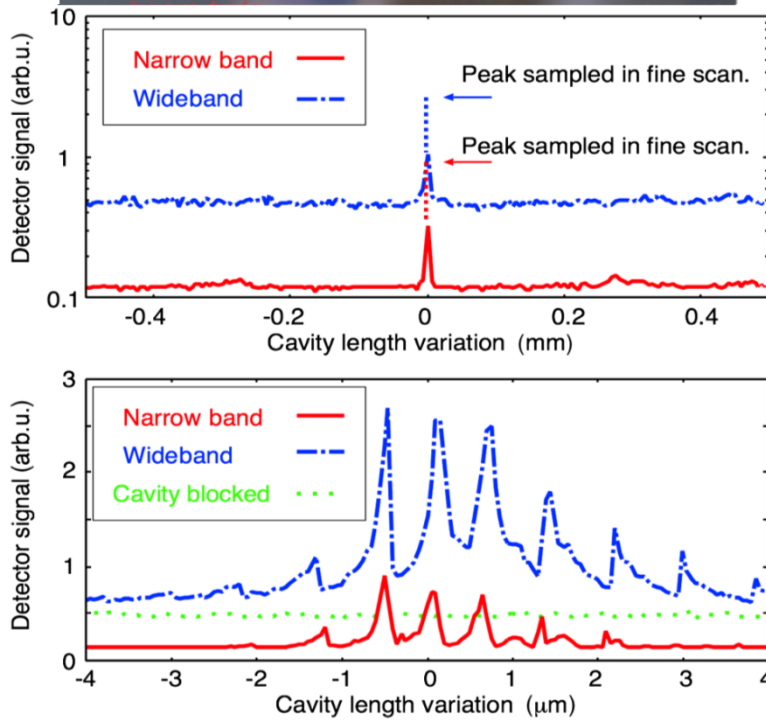 10
Narrow band
Wideband
Peak sampled in fine scan.
1
Peak sampled in fine scan.
0.1
Detector signal (arb.u.)
-0.4 -0.2 0 0.2 0.4
Cavity length variation (mm)
3
Narrow band
Wideband
Cavity blocked
2
1
0
Detector signal (arb.u.)
-4 -3 -2 -1 0 1 2 3 4
Cavity length variation (μm)